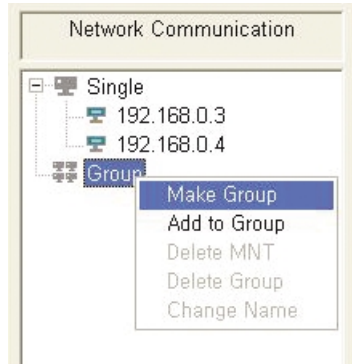 Network Communication
Single
192.168.0.3
192.168.0.4
Group
Make Group
Add to Group
Delete MNT
Delete Group
Change Name